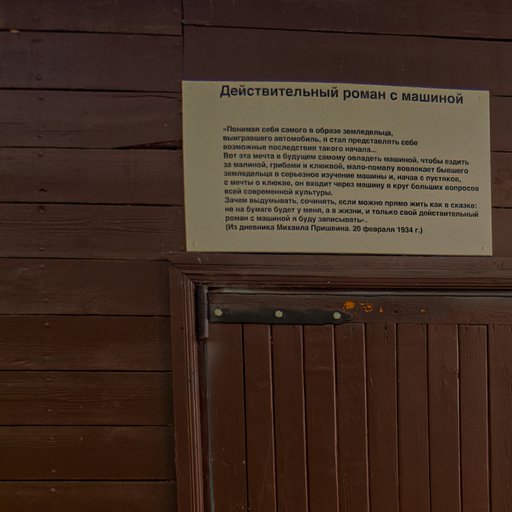 Действительный роман с машиной
«Понимая себя самого в образе земледельца,
выигравшего автомобиль, я стал представлять себе
возможные последствия такого начала...
Вот эта мечта в будущем самому овладеть машиной, чтобы ездить
за малиной, грибами и клюквой, мало-помалу вовлекает бывшего
земледельца в серьезное изучение машины и, начав с пустяков,
с мечты о клюкве, он входит через машину в круг больших вопросов
всей современной культуры.
Зачем выдумывать, сочинять, если можно прямо жить как в сказке:
не на бумаге будет у меня, а в жизни, и только свой действительный
роман с машиной я буду записывать».
(Из дневника Михаила Пришвина. 20 февраля 1934 г.)